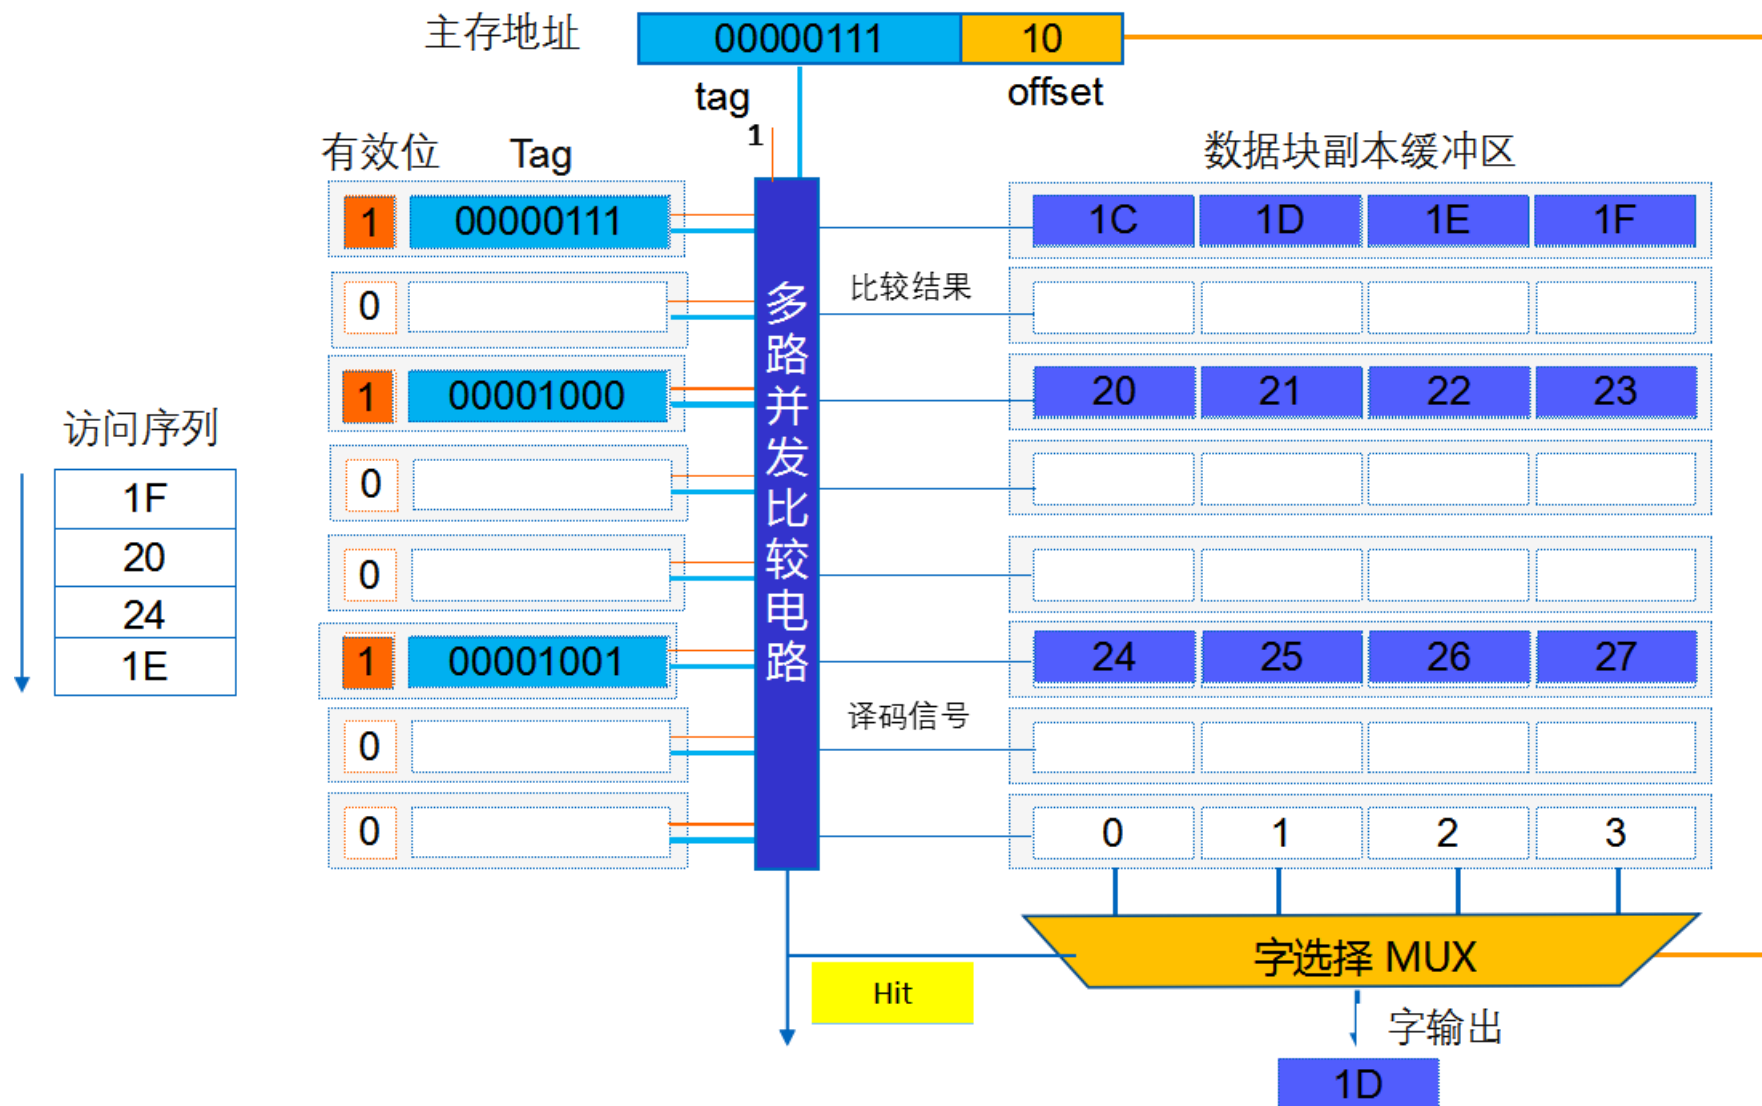 主存地址 00000111 10
tag offset
1
有效位 Tag 数据块副本缓冲区
1 00000111 1C 1D 1E 1F
0 比较结果
1 00001000 20 21 22 23
0
0
1 00001001 24 25 26 27
0 译码信号
0 0 1 2 3
多路并发比较电路
访问序列
1F
20
24
1E
字选择 MUX
Hit
字输出
1D